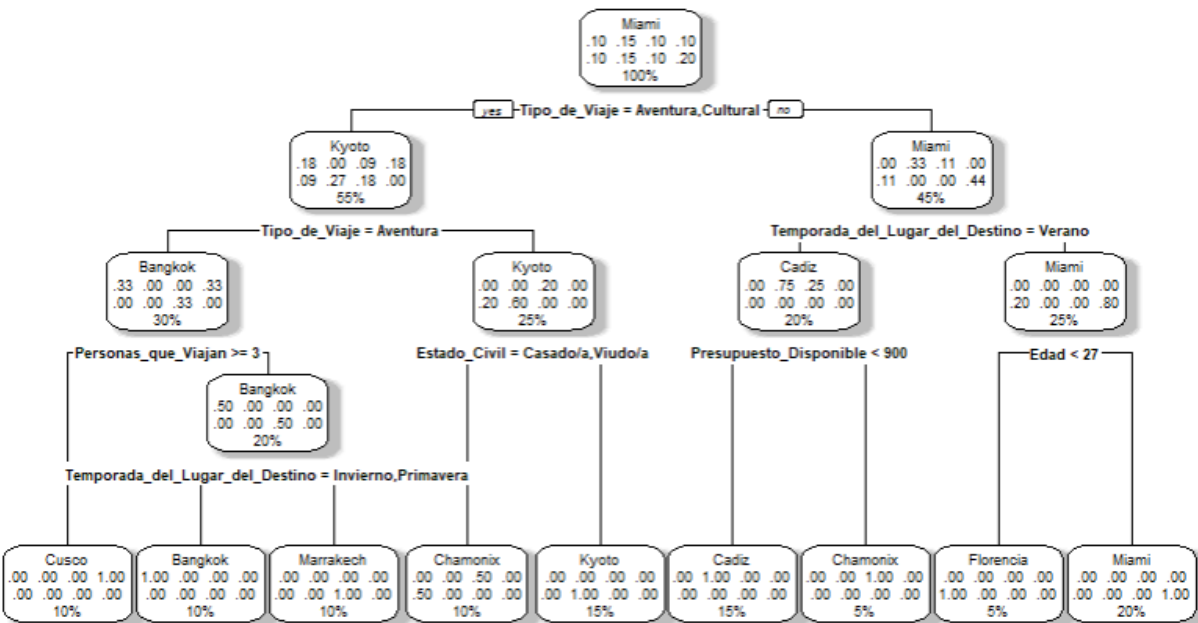 Miami
.10 .15 .10 .10
.10 .15 .10 .20
100%
yes Tipo_de_Viaje = Aventura,Cultural no
Kyoto
.18 .00 .09 .18
.09 .27 .18 .00
55%
Miami
.00 .33 .11 .00
.11 .00 .00 .44
45%
Tipo_de_Viaje = Aventura
Temporada_del_Lugar_del_Destino = Verano
Bangkok
.33 .00 .00 .33
.00 .00 .33 .00
30%
Kyoto
.00 .00 .20 .00
.20 .60 .00 .00
25%
Cadiz
.00 .75 .25 .00
.00 .00 .00 .00
20%
Miami
.00 .00 .00 .00
.20 .00 .00 .80
25%
Personas_que_Viajan >= 3
Estado_Civil = Casado/a,Viudo/a
Presupuesto_Disponible < 900
Edad < 27
Bangkok
.50 .00 .00 .00
.00 .00 .50 .00
20%
Temporada_del_Lugar_del_Destino = Invierno,Primavera
Cusco
.00 .00 .00 1.00
.00 .00 .00 .00
10%
Bangkok
1.00 .00 .00 .00
.00 .00 .00 .00
10%
Marrakech
.00 .00 .00 .00
.00 .00 1.00 .00
10%
Chamonix
.00 .00 .50 .00
.50 .00 .00 .00
10%
Kyoto
.00 .00 .00 .00
.00 1.00 .00 .00
15%
Cadiz
.00 1.00 .00 .00
.00 .00 .00 .00
15%
Chamonix
.00 .00 1.00 .00
.00 .00 .00 .00
5%
Florencia
.00 .00 .00 .00
1.00 .00 .00 .00
5%
Miami
.00 .00 .00 .00
.00 .00 .00 1.00
20%